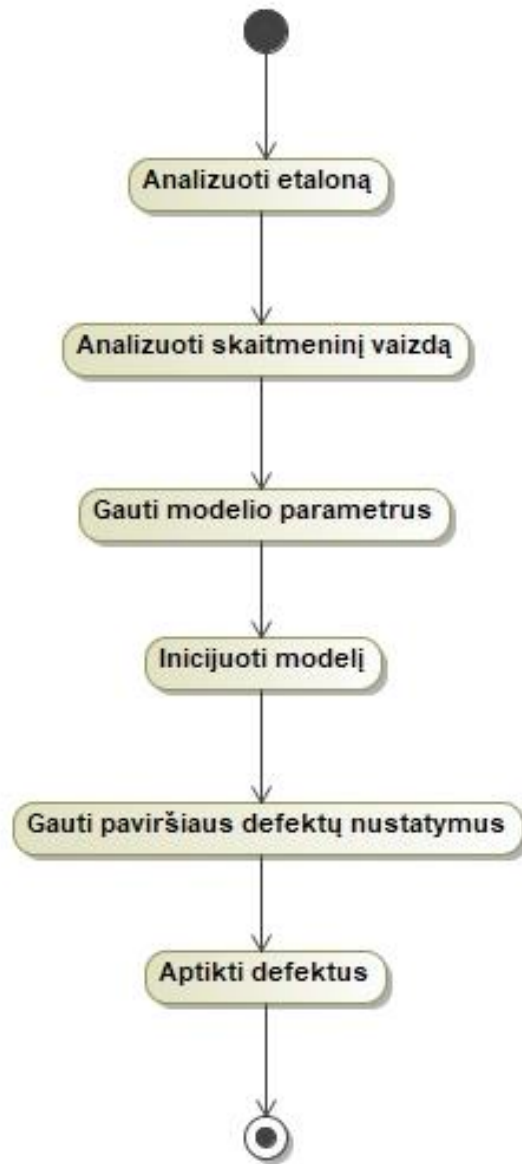 Analizuoti etaloną
Analizuoti skaitmeninį vaizdą
Gauti modelio parametrus
Inicijuoti modelį
Gauti paviršiaus defektų nustatymus
Aptikti defektus